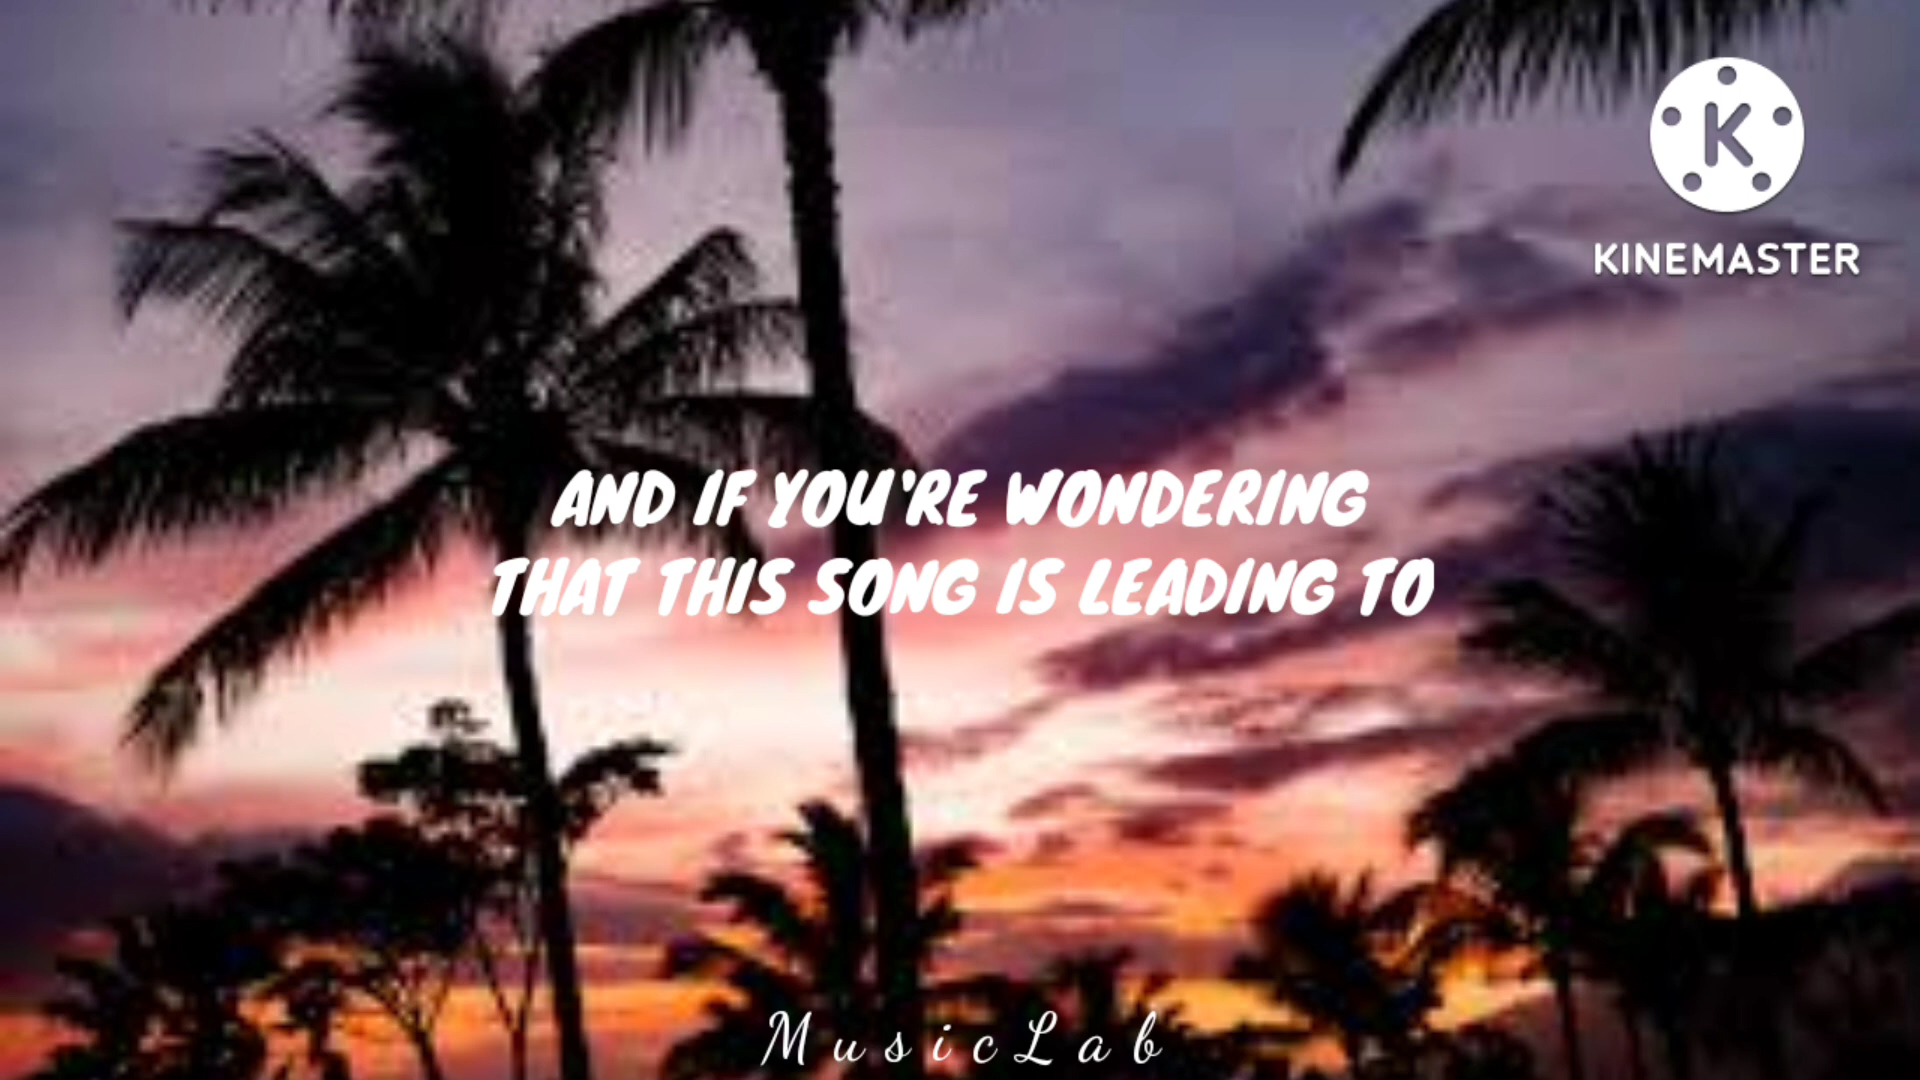 K
KINEMASTER
AND IF YOU'RE WONDERING
THAT THIS SONG IS LEADING TO
MusicLab